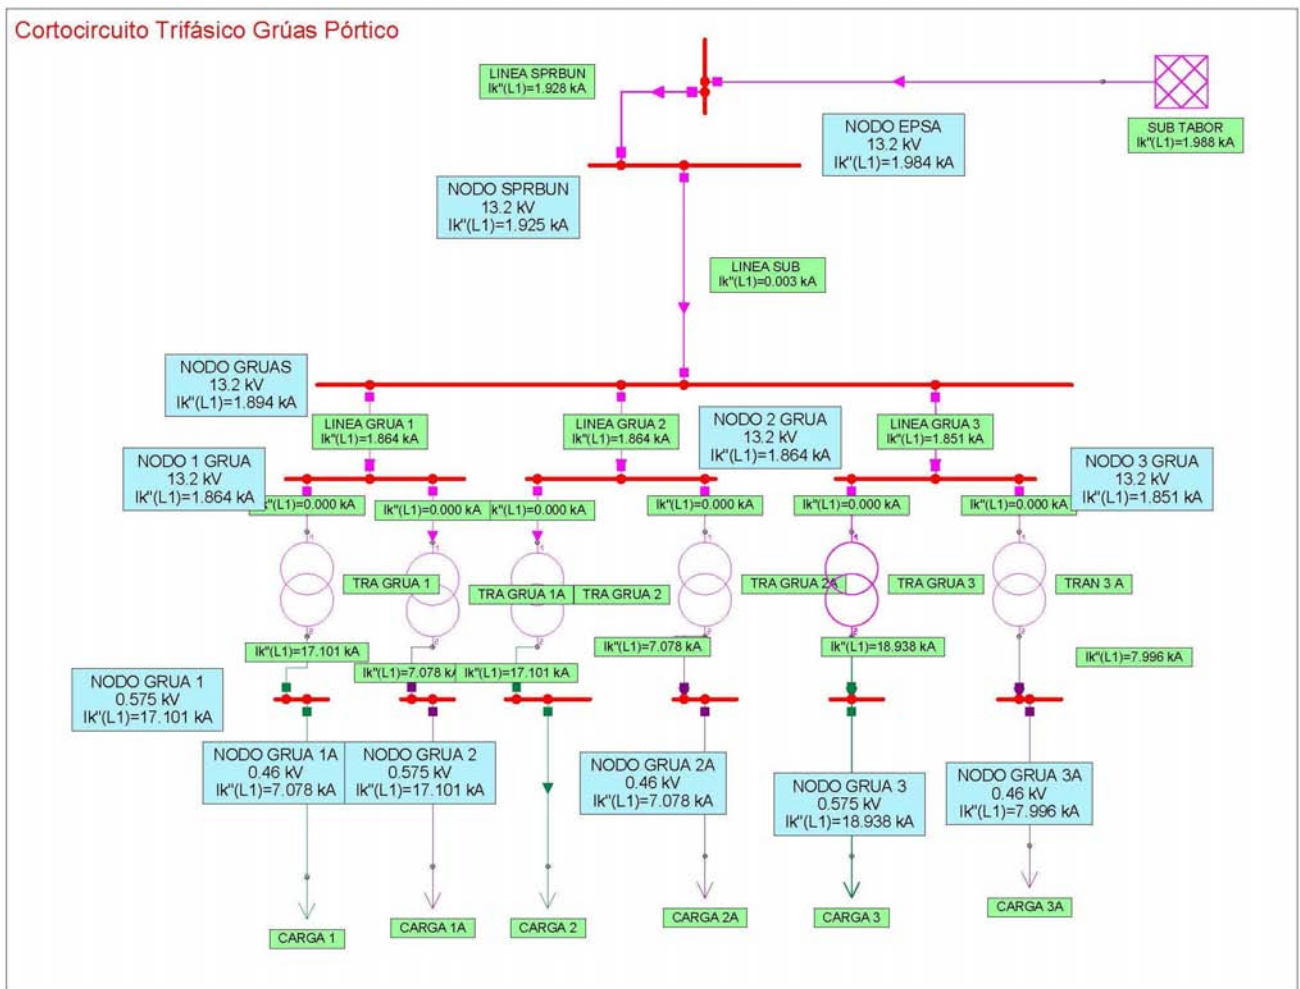 Cortocircuito Trifásico Grúas Pórtico
LINEA SPRBUN
Ik"(L1)=1.928 kA
NODO EPSA
13.2 kV
Ik"(L1)=1.984 kA
SUB TABOR
Ik"(L1)=1.988 kA
NODO SPRBUN
13.2 kV
Ik"(L1)=1.925 kA
LINEA SUB
Ik"(L1)=0.003 kA
NODO GRUAS
13.2 kV
Ik"(L1)=1.894 kA
LINEA GRUA 1
Ik"(L1)=1.864 kA
LINEA GRUA 2
Ik"(L1)=1.864 kA
NODO 2 GRUA
13.2 kV
Ik"(L1)=1.864 kA
LINEA GRUA 3
Ik"(L1)=1.851 kA
NODO 1 GRUA
13.2 kV
Ik"(L1)=1.864 kA
NODO 3 GRUA
13.2 kV
Ik"(L1)=1.851 kA
k"(L1)=0.000 kA
Ik"(L1)=0.000 kA
k"(L1)=0.000 kA
Ik"(L1)=0.000 kA
Ik"(L1)=0.000 kA
Ik"(L1)=0.000 kA
TRA GRUA 1
TRA GRUA 1A
TRA GRUA 2
TRA GRUA 2A
TRA GRUA 3
TRAN 3 A
Ik"(L1)=17.101 kA
Ik"(L1)=7.078 kA
Ik"(L1)=17.101 kA
Ik"(L1)=7.078 kA
Ik"(L1)=18.938 kA
Ik"(L1)=7.996 kA
NODO GRUA 1
0.575 kV
Ik"(L1)=17.101 kA
NODO GRUA 1A
0.46 kV
Ik"(L1)=7.078 kA
NODO GRUA 2
0.575 kV
Ik"(L1)=17.101 kA
NODO GRUA 2A
0.46 kV
Ik"(L1)=7.078 kA
NODO GRUA 3
0.575 kV
Ik"(L1)=18.938 kA
NODO GRUA 3A
0.46 kV
Ik"(L1)=7.996 kA
CARGA 1
CARGA 1A
CARGA 2
CARGA 2A
CARGA 3
CARGA 3A